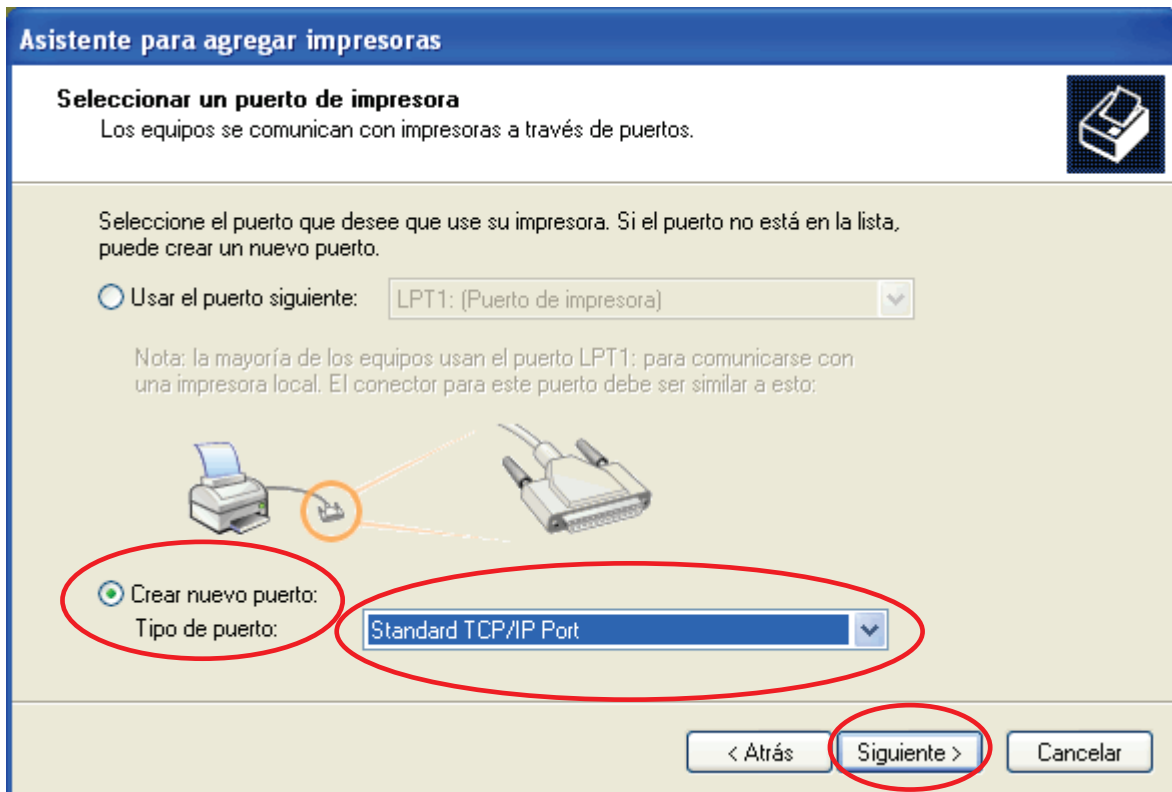 Asistente para agregar impresoras
Seleccionar un puerto de impresora
Los equipos se comunican con impresoras a través de puertos.
Seleccione el puerto que desee que use su impresora. Si el puerto no está en la lista,
puede crear un nuevo puerto.
Usar el puerto siguiente:
LPT1: (Puerto de impresora)
Nota: la mayoría de los equipos usan el puerto LPT1: para comunicarse con
una impresora local. El conector para este puerto debe ser similar a esto:
Crear nuevo puerto:
Tipo de puerto:
Standard TCP/IP Port
< Atrás
Siguiente >
Cancelar